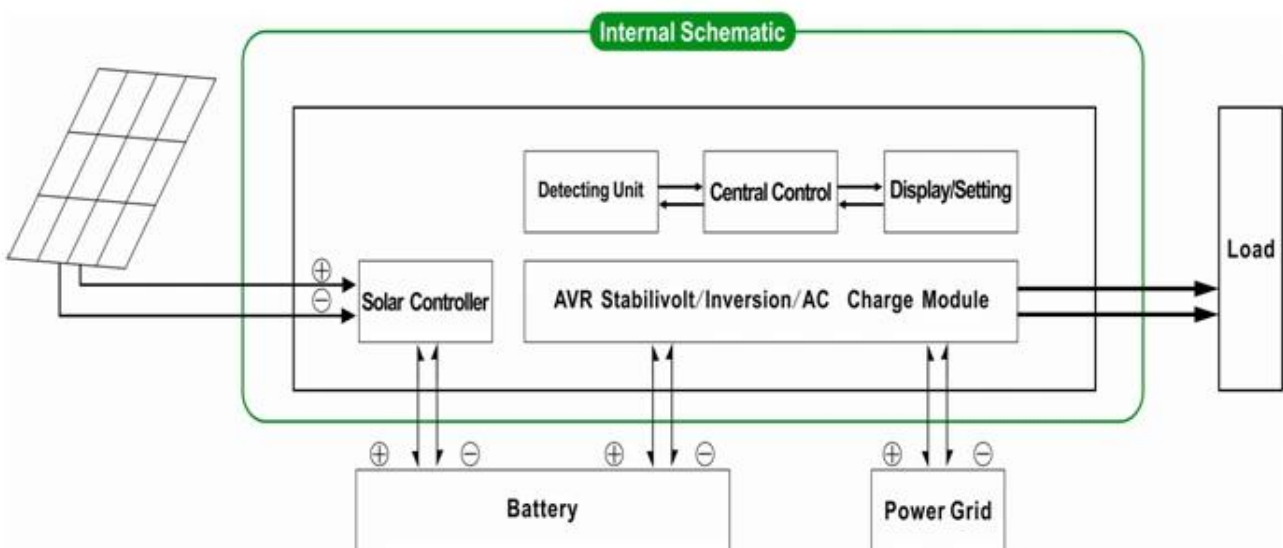 Internal Schematic
Detecting Unit
Central Control
Display/Setting
Load
⊕
⊖
Solar Controller
AVR Stabilivolt/Inversion/AC Charge Module
⊕ ⊖
⊕ ⊖
⊕ ⊖
Battery
Power Grid